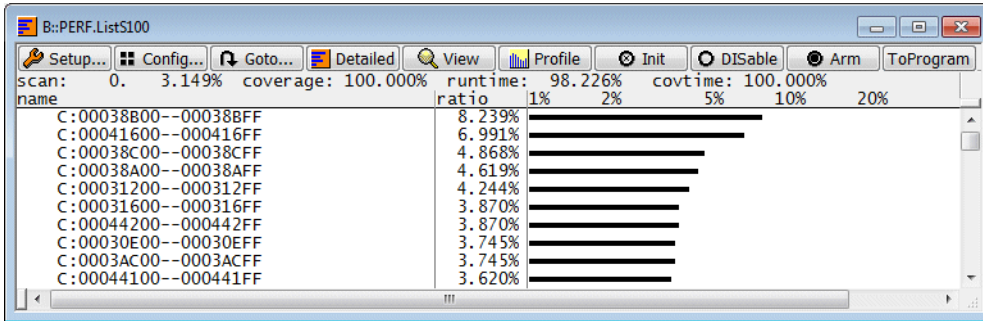 B::PERF.ListS100
Setup... Config... Goto... Detailed View Profile Init DISable Arm ToProgram
scan: 0. 3.149% coverage: 100.000% runtime: 98.226% covtime: 100.000%
name ratio 1% 2% 5% 10% 20%
C:00038B00--00038BFF 8.239%
C:00041600--000416FF 6.991%
C:00038C00--00038CFF 4.868%
C:00038A00--00038AFF 4.619%
C:00031200--000312FF 4.244%
C:00031600--000316FF 3.870%
C:00044200--000442FF 3.870%
C:00030E00--00030EFF 3.745%
C:0003AC00--0003ACFF 3.745%
C:00044100--000441FF 3.620%